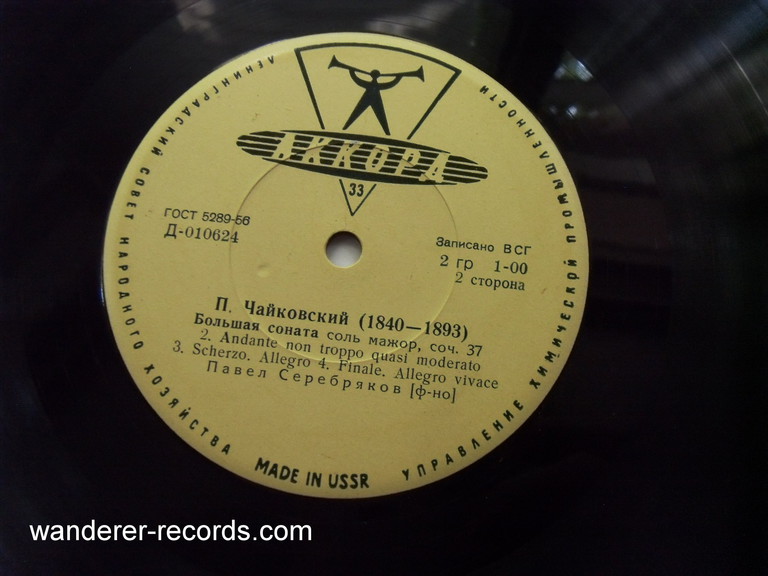 ЛЕНИНГРАДСКИЙ СОВЕТ НАРОДНОГО ХОЗЯЙСТВА
УПРАВЛЕНИЕ ХИМИЧЕСКОЙ ПРОМЫШЛЕННОСТИ
АККОРД
33
ГОСТ 5289-56
Д-010624
Записано ВСГ
2 гр 1-00
2 сторона
П. Чайковский (1840—1893)
Большая соната соль мажор, соч. 37
2. Andante non troppo quasi moderato
3. Scherzo. Allegro 4. Finale. Allegro vivace
Павел Серебряков [ф-но]
MADE IN USSR
wanderer-records.com